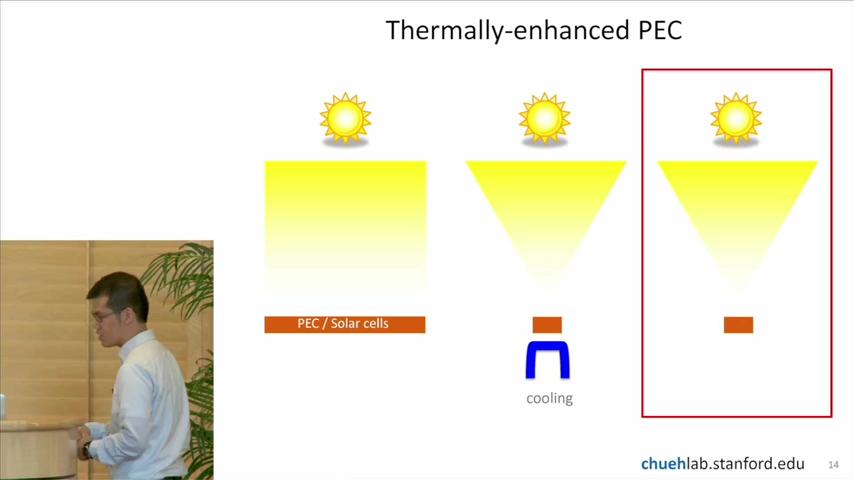 Thermally-enhanced PEC
PEC / Solar cells
cooling
chuehlab.stanford.edu
14